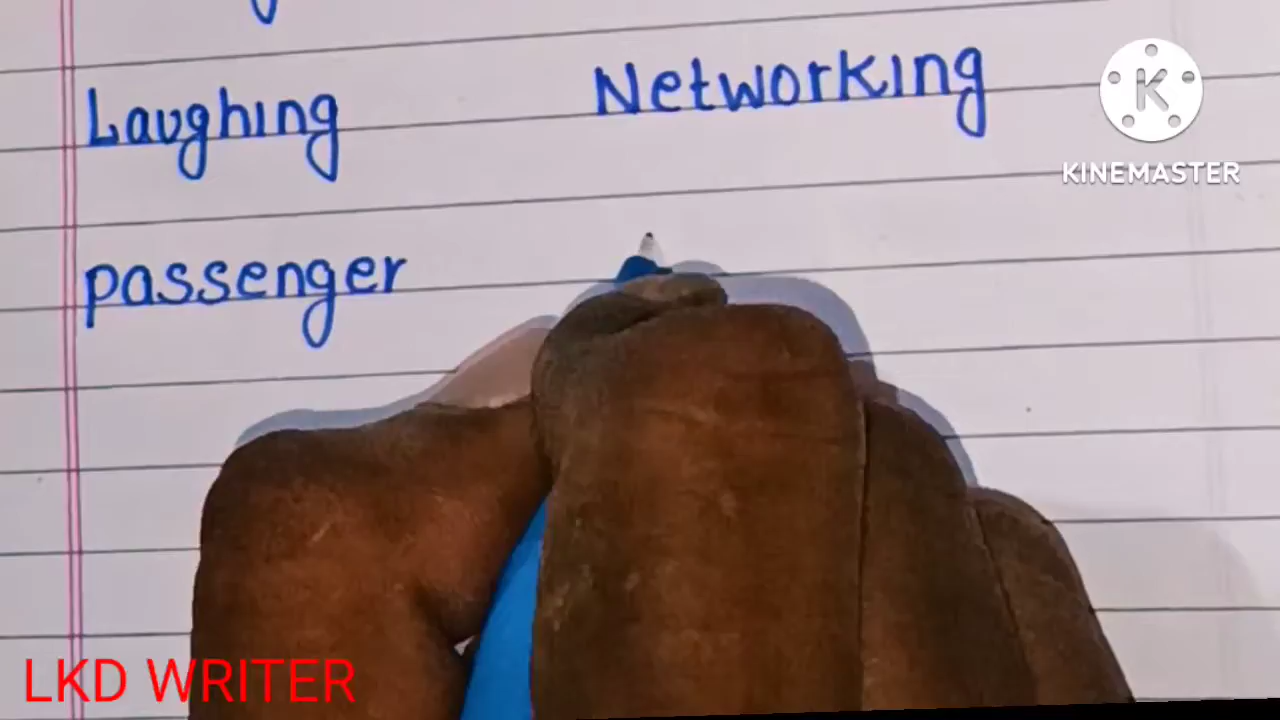 Laughing Networking
K
KINEMASTER
passenger
LKD WRITER